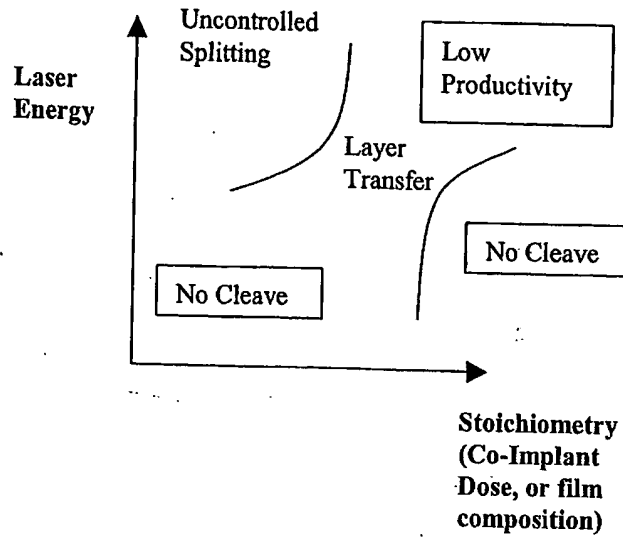 Uncontrolled
Splitting
Laser
Energy
Low
Productivity
Layer
Transfer
No Cleave
No Cleave
Stoichiometry
(Co-Implant
Dose, or film
composition)